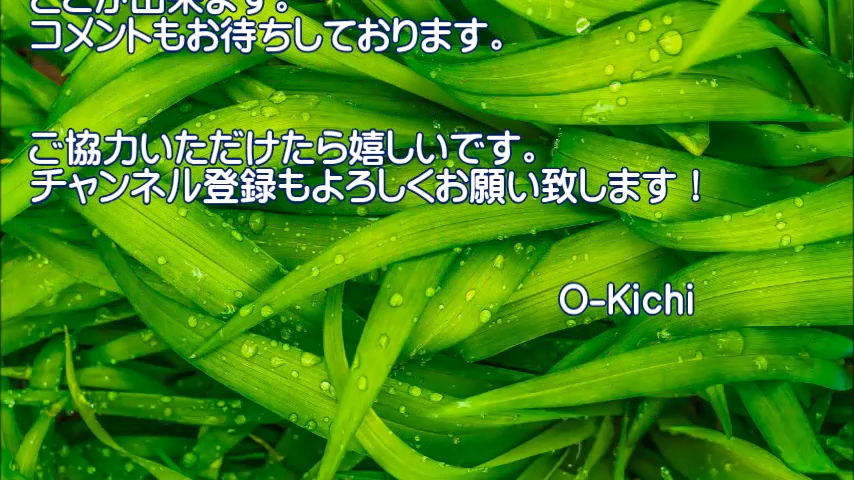 コメントもお待ちしております。
ご協力いただけたら嬉しいです。
チャンネル登録もよろしくお願い致します！
O-Kichi